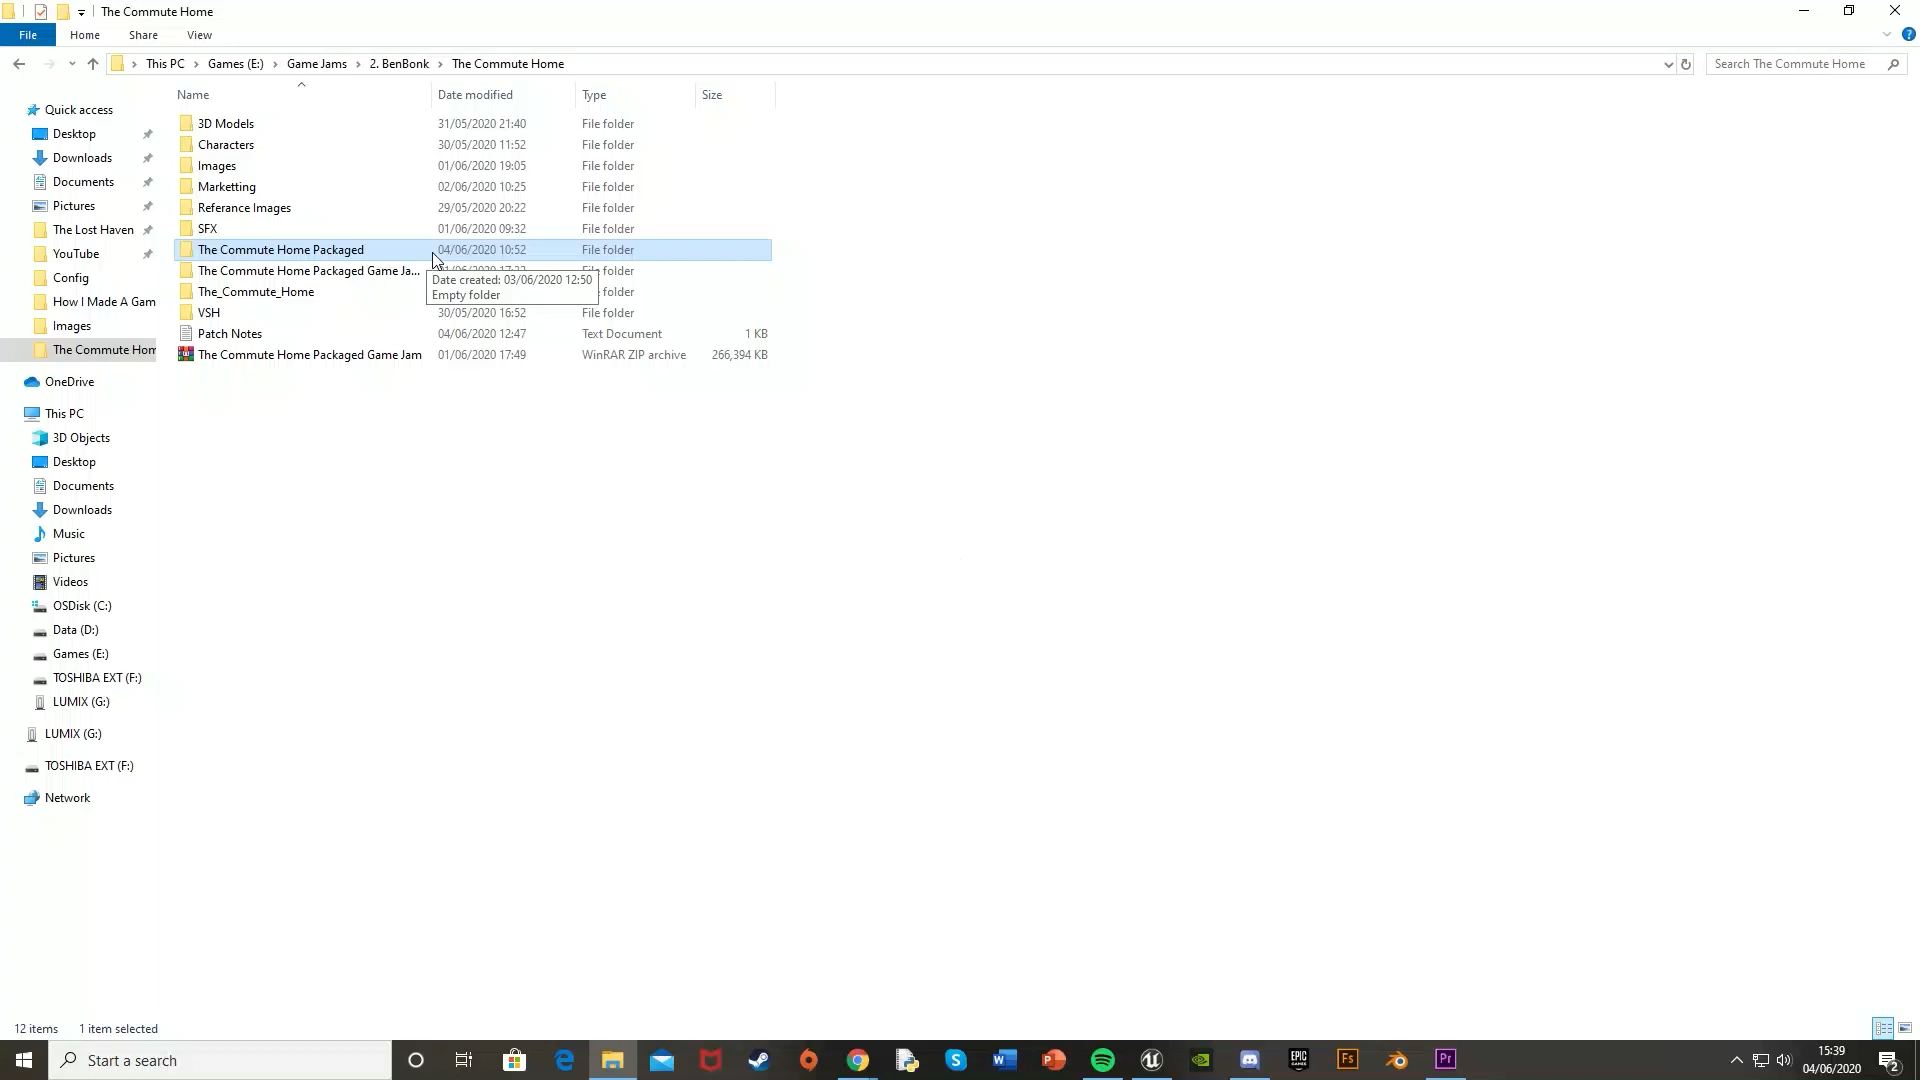 The Commute Home
File Home Share View
This PC Games (E:) Game Jams 2. BenBonk The Commute Home Search The Commute Home
Name Date modified Type Size
3D Models 31/05/2020 21:40 File folder
Characters 30/05/2020 11:52 File folder
Images 01/06/2020 19:05 File folder
Marketting 02/06/2020 10:25 File folder
Referance Images 29/05/2020 20:22 File folder
SFX 01/06/2020 09:32 File folder
The Commute Home Packaged 04/06/2020 10:52 File folder
The Commute Home Packaged Game Ja... folder
Date created: 03/06/2020 12:50
Empty folder
The_Commute_Home folder
VSH 30/05/2020 16:52 File folder
Patch Notes 04/06/2020 12:47 Text Document 1 KB
The Commute Home Packaged Game Jam 01/06/2020 17:49 WinRAR ZIP archive 266,394 KB
Quick access
Desktop
Downloads
Documents
Pictures
The Lost Haven
YouTube
Config
How I Made A Gam
Images
The Commute Hom
OneDrive
This PC
3D Objects
Desktop
Documents
Downloads
Music
Pictures
Videos
OSDisk (C:)
Data (D:)
Games (E:)
TOSHIBA EXT (F:)
LUMIX (G:)
LUMIX (G:)
TOSHIBA EXT (F:)
Network
12 items 1 item selected
Start a search
EPIC GAMES
Fs
Pr
15:39
04/06/2020
2